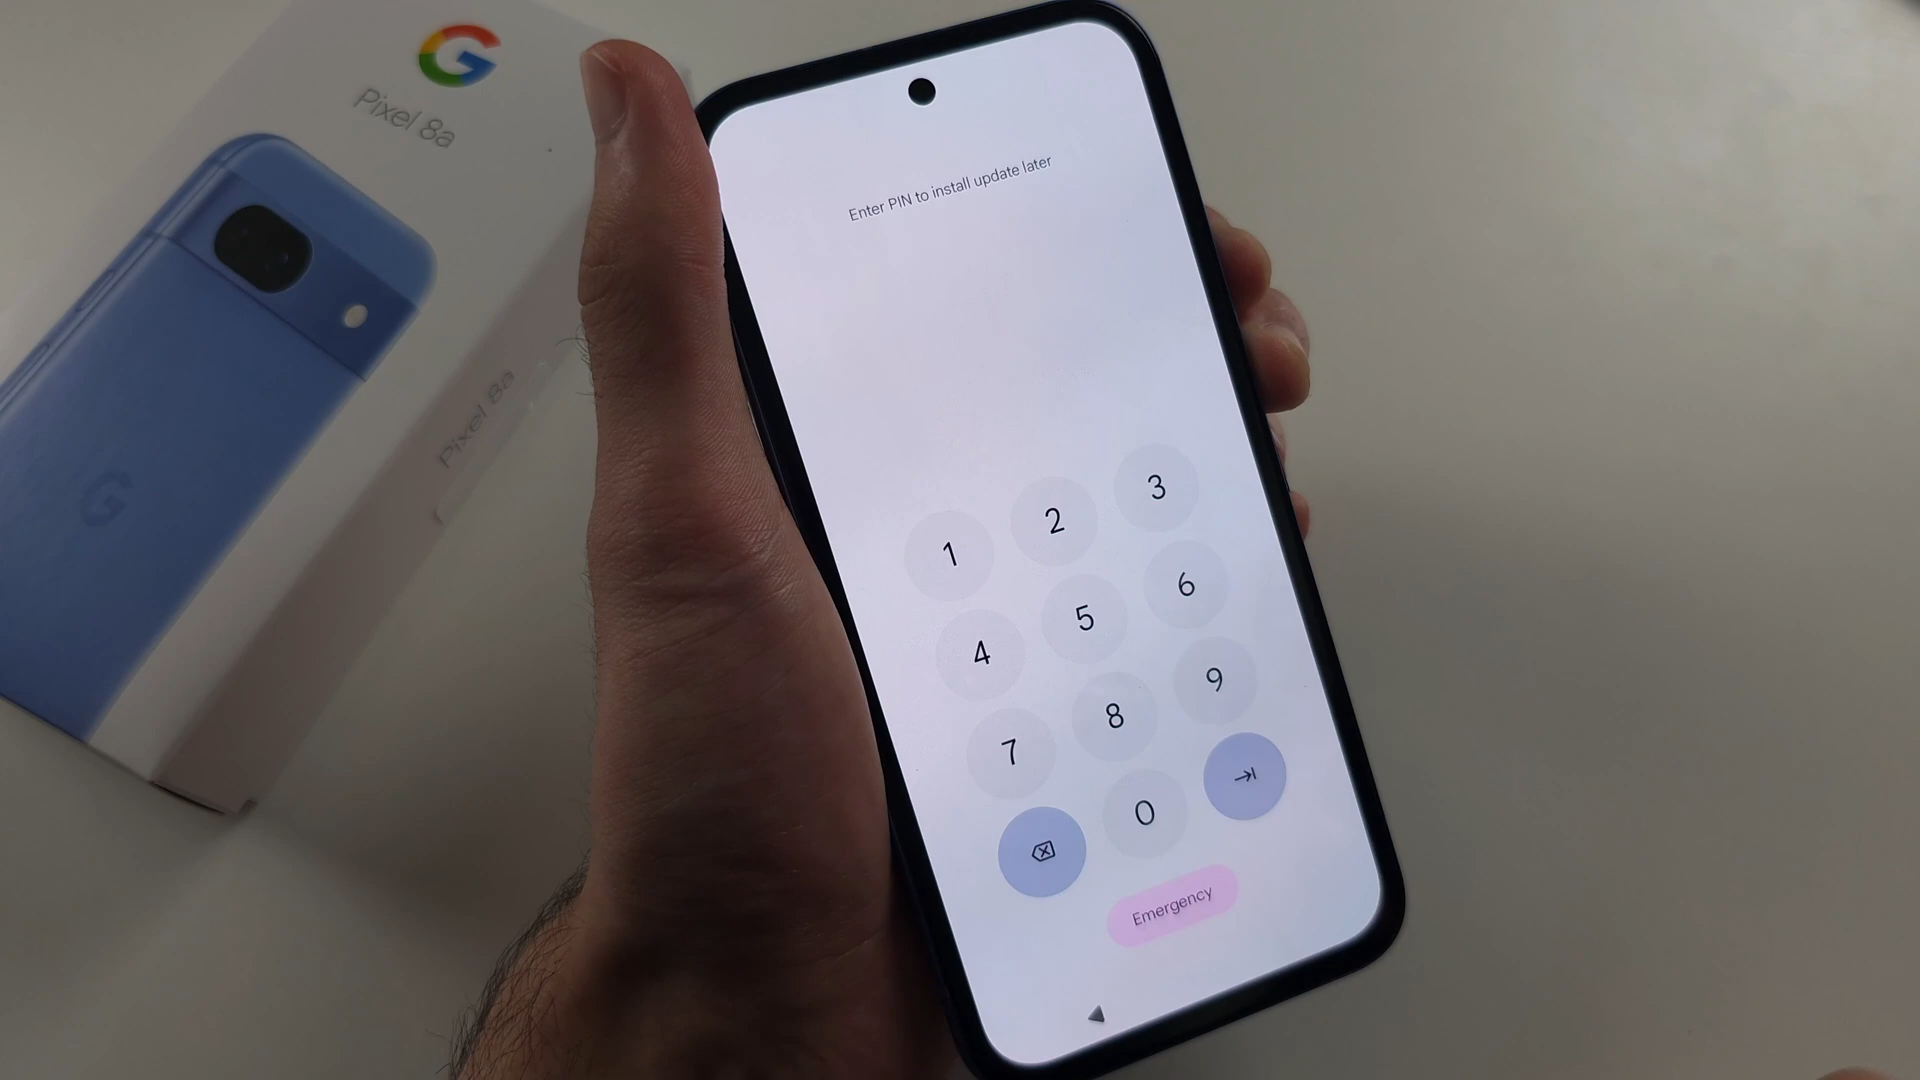 G
Pixel 8a
Pixel 8a
G
Enter PIN to install update later
1 2 3
4 5 6
7 8 9
0
Emergency